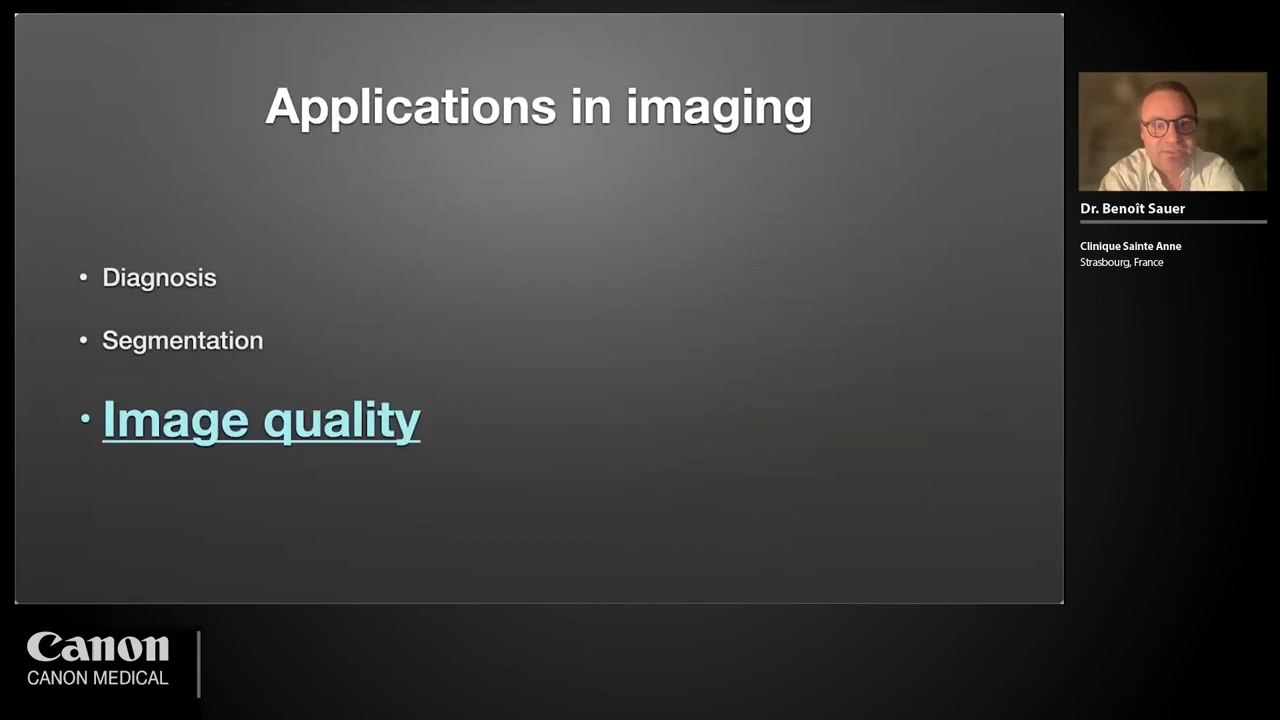 Applications in imaging
• Diagnosis
• Segmentation
• Image quality
Dr. Benoît Sauer
Clinique Sainte Anne
Strasbourg, France
Canon
CANON MEDICAL